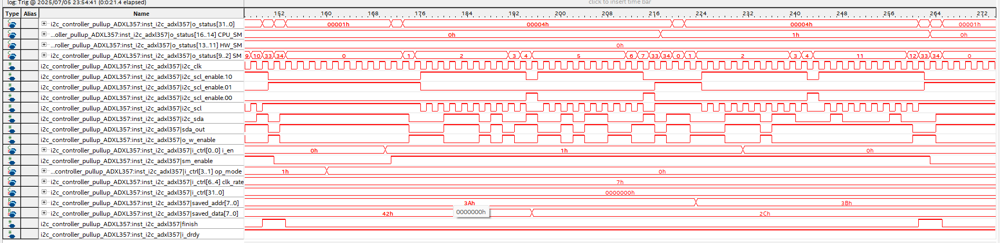 log: Trig @ 2025/07/05 23:54:41 (0:0:21.4 elapsed) click to insert time bar
Type Alias Name 152 160 168 176 184 192 200 208 216 224 232 240 248 256 264 272
i2c_controller_pullup_ADXL357:inst_i2c_adxl357|o_status[31..0] 00001h 00004h 00004h 00001h
...oller_pullup_ADXL357:inst_i2c_adxl357|o_status[16..14] CPU_SM 0h 1h 0h
...roller_pullup_ADXL357:inst_i2c_adxl357|o_status[13..11] HW_SM 0h
i2c_controller_pullup_ADXL357:inst_i2c_adxl357|o_status[9..2] SM 9 10 33 34 0 1 2 3 4 5 6 7 33 34 0 1 2 3 4 11 12 33 34 0
i2c_controller_pullup_ADXL357:inst_i2c_adxl357|i2c_clk
i2c_controller_pullup_ADXL357:inst_i2c_adxl357|i2c_scl_enable.10
i2c_controller_pullup_ADXL357:inst_i2c_adxl357|i2c_scl_enable.01
i2c_controller_pullup_ADXL357:inst_i2c_adxl357|i2c_scl_enable.00
i2c_controller_pullup_ADXL357:inst_i2c_adxl357|i2c_scl
i2c_controller_pullup_ADXL357:inst_i2c_adxl357|i2c_sda
i2c_controller_pullup_ADXL357:inst_i2c_adxl357|sda_out
i2c_controller_pullup_ADXL357:inst_i2c_adxl357|o_w_enable
i2c_controller_pullup_ADXL357:inst_i2c_adxl357|i_ctrl[0..0] i_en 0h 1h 0h
i2c_controller_pullup_ADXL357:inst_i2c_adxl357|sm_enable
...controller_pullup_ADXL357:inst_i2c_adxl357|i_ctrl[3..1] op_mode 1h 0h
i2c_controller_pullup_ADXL357:inst_i2c_adxl357|i_ctrl[6..4] clk_rate 7h
i2c_controller_pullup_ADXL357:inst_i2c_adxl357|i_ctrl[31..0] 0000000h
i2c_controller_pullup_ADXL357:inst_i2c_adxl357|saved_addr[7..0] 3Ah 3Bh
i2c_controller_pullup_ADXL357:inst_i2c_adxl357|saved_data[7..0] 42h 0000000h 2Ch
i2c_controller_pullup_ADXL357:inst_i2c_adxl357|finish
i2c_controller_pullup_ADXL357:inst_i2c_adxl357|i_drdy